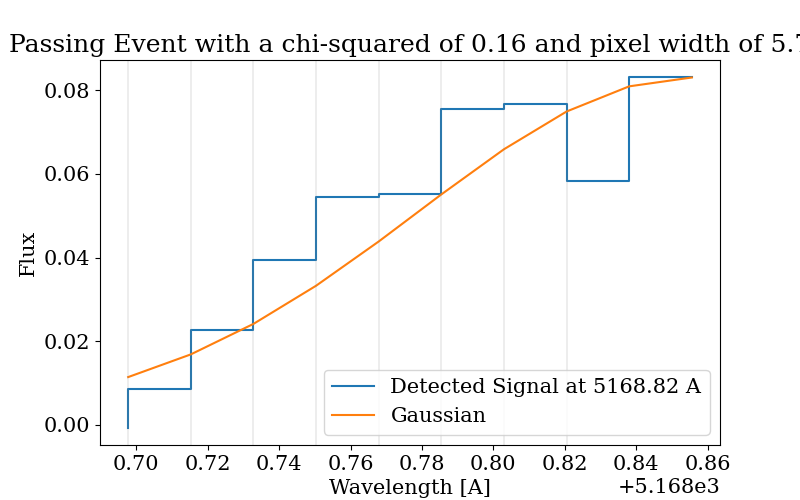 Passing Event with a chi-squared of 0.16 and pixel width of 5.
Flux
0.08
0.06
0.04
0.02
0.00
Detected Signal at 5168.82 A
Gaussian
0.70 0.72 0.74 0.76 0.78 0.80 0.82 0.84 0.86
Wavelength [A]
+5.168e3